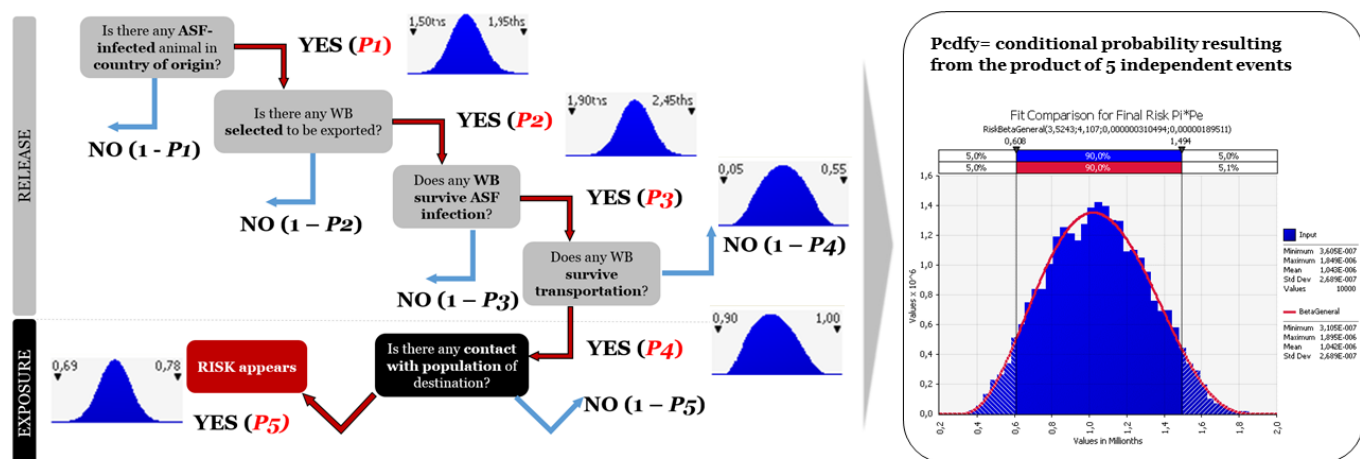 RELEASE
EXPOSURE
Is there any ASF-
infected animal in
country of origin?
YES (P1)
1,50ths 1,95ths
NO (1 - P1)
Is there any WB
selected to be exported?
YES (P2)
1,90ths 2,45ths
NO (1 – P2)
Does any WB
survive ASF
infection?
YES (P3)
0,05 0,55
NO (1 – P3)
Does any WB
survive
transportation?
NO (1 – P4)
YES (P4)
0,90 1,00
Is there any contact
with population of
destination?
NO (1 – P5)
RISK appears
YES (P5)
0,69 0,78
Pcdfy= conditional probability resulting
from the product of 5 independent events
Fit Comparison for Final Risk Pi*Pe
RiskBetaGeneral(3,5243;4,107;0,000000310494;0,00000189511)
0,608 1,494
5,0% 90,0% 5,0%
5,0% 90,0% 5,1%
1,6
1,4
1,2
1,0
0,8
0,6
0,4
0,2
0,0
Values x 10^6
0,2 0,4 0,6 0,8 1,0 1,2 1,4 1,6 1,8 2,0
Values in Millionths
Input
Minimum 3,605E-007
Maximum 1,849E-006
Mean 1,043E-006
Std Dev 2,689E-007
Values 10000
BetaGeneral
Minimum 3,105E-007
Maximum 1,895E-006
Mean 1,042E-006
Std Dev 2,689E-007